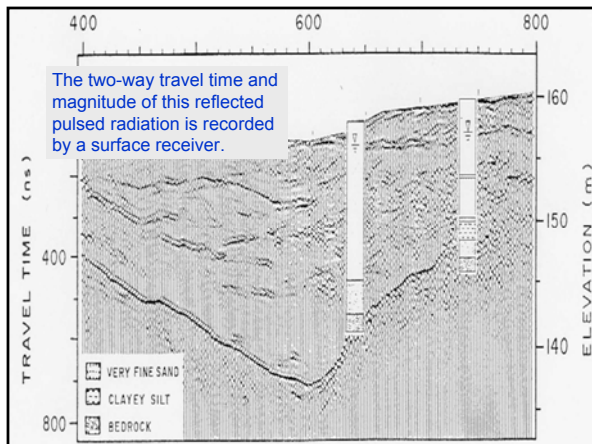 400
600
800
The two-way travel time and
magnitude of this reflected
pulsed radiation is recorded
by a surface receiver.
TRAVEL TIME (ns)
400
800
160
150
140
ELEVATION (m)
VERY FINE SAND
CLAYEY SILT
BEDROCK